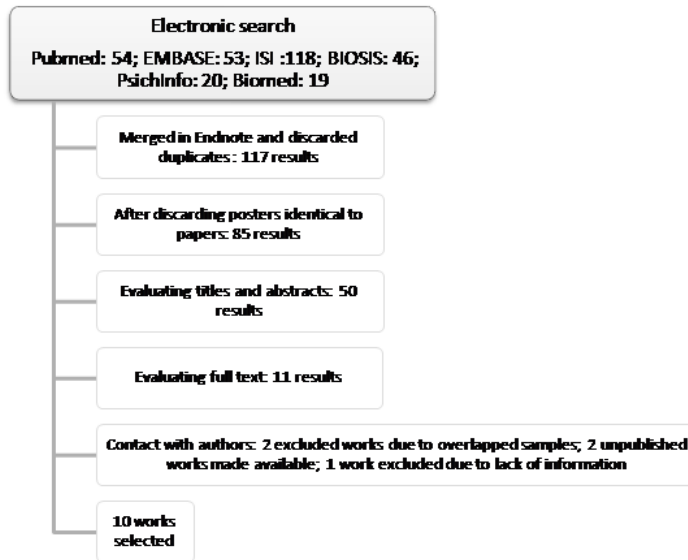 Electronic search
Pubmed: 54; EMBASE: 53; ISI :118; BIOSIS: 46;
PsichInfo: 20; Biomed: 19
Merged in Endnote and discarded
duplicates : 117 results
After discarding posters identical to
papers: 85 results
Evaluating titles and abstracts: 50
results
Evaluating full text: 11 results
Contact with authors: 2 excluded works due to overlapped samples; 2 unpublished
works made available; 1 work excluded due to lack of information
10 works
selected